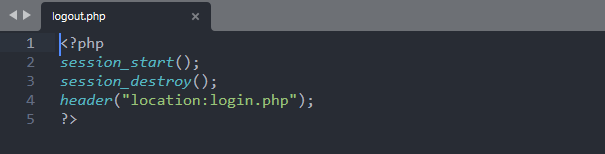 logout.php
1 <?php
2 session_start();
3 session_destroy();
4 header("location:login.php");
5 ?>